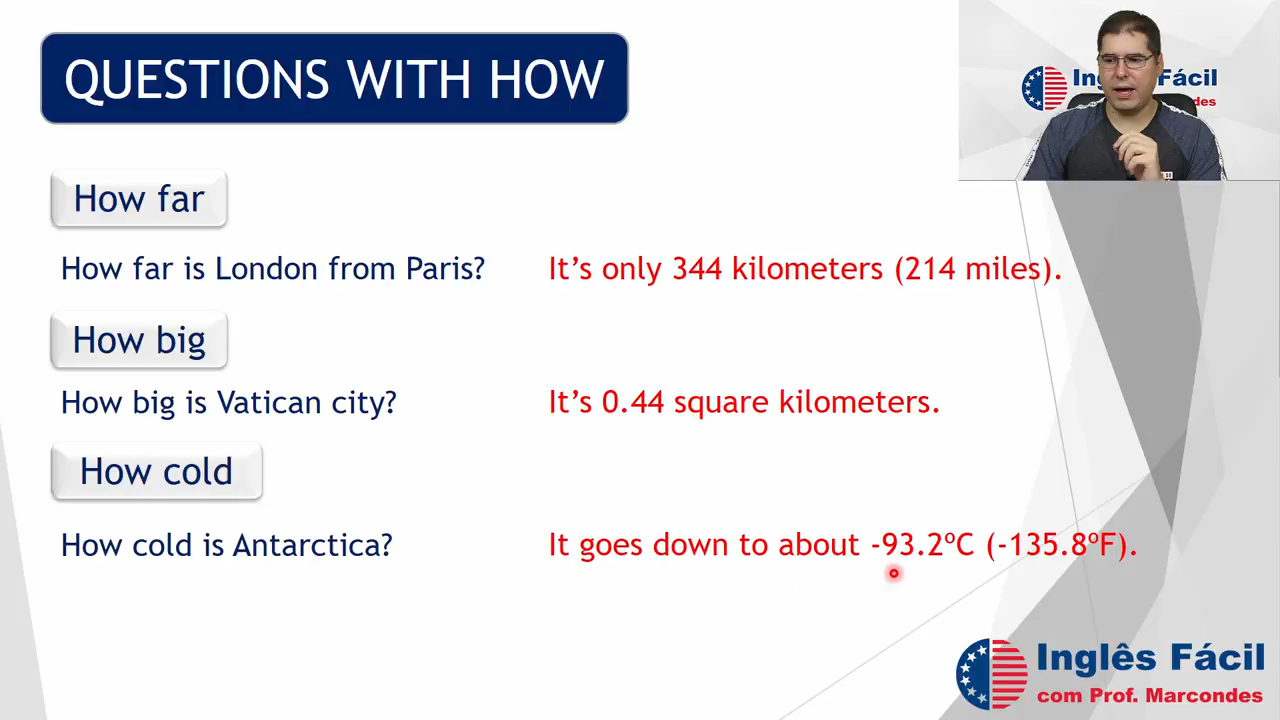 QUESTIONS WITH HOW
Inglês Fácil
How far
How far is London from Paris? It’s only 344 kilometers (214 miles).
How big
How big is Vatican city? It’s 0.44 square kilometers.
How cold
How cold is Antarctica? It goes down to about -93.2ºC (-135.8ºF).
Inglês Fácil
com Prof. Marcondes